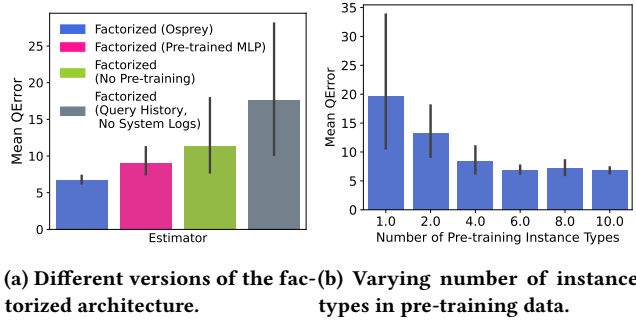 Mean QError
25
20
15
10
5
0
Factorized (Osprey)
Factorized (Pre-trained MLP)
Factorized
(No Pre-training)
Factorized
(Query History,
No System Logs)
Estimator
Mean QError
35
30
25
20
15
10
5
0
1.0 2.0 4.0 6.0 8.0 10.0
Number of Pre-training Instance Types
(a) Different versions of the fac-
torized architecture.
(b) Varying number of instance
types in pre-training data.